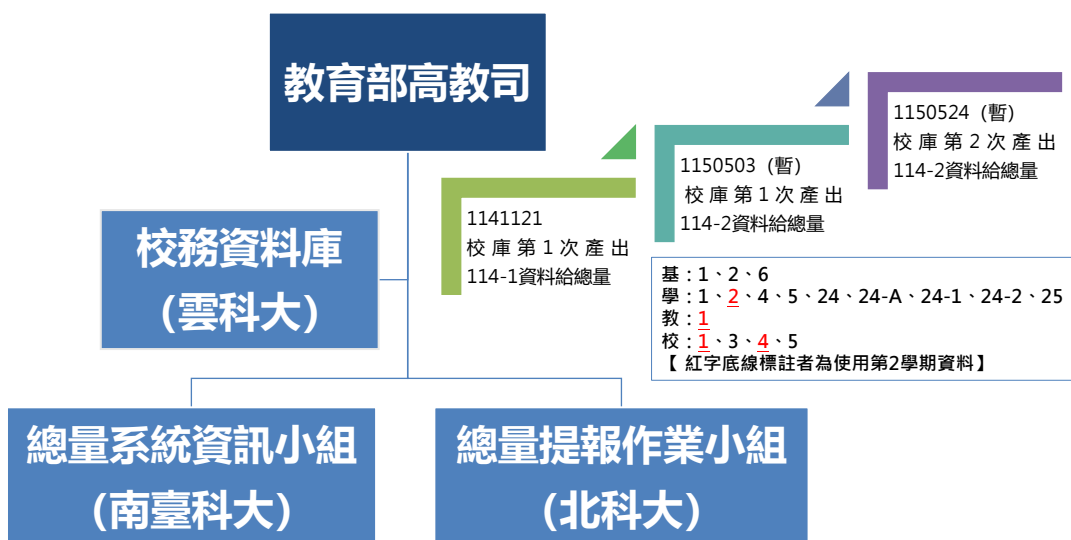 教育部高教司
1150524 (暫)
校庫第2次產出
114-2資料給總量
1150503 (暫)
校庫第1次產出
114-2資料給總量
1141121
校庫第1次產出
114-1資料給總量
校務資料庫
(雲科大)
基：1、2、6
學：1、2、4、5、24、24-A、24-1、24-2、25
教：1
校：1、3、4、5
【 紅字底線標註者為使用第2學期資料】
總量系統資訊小組
(南臺科大)
總量提報作業小組
(北科大)